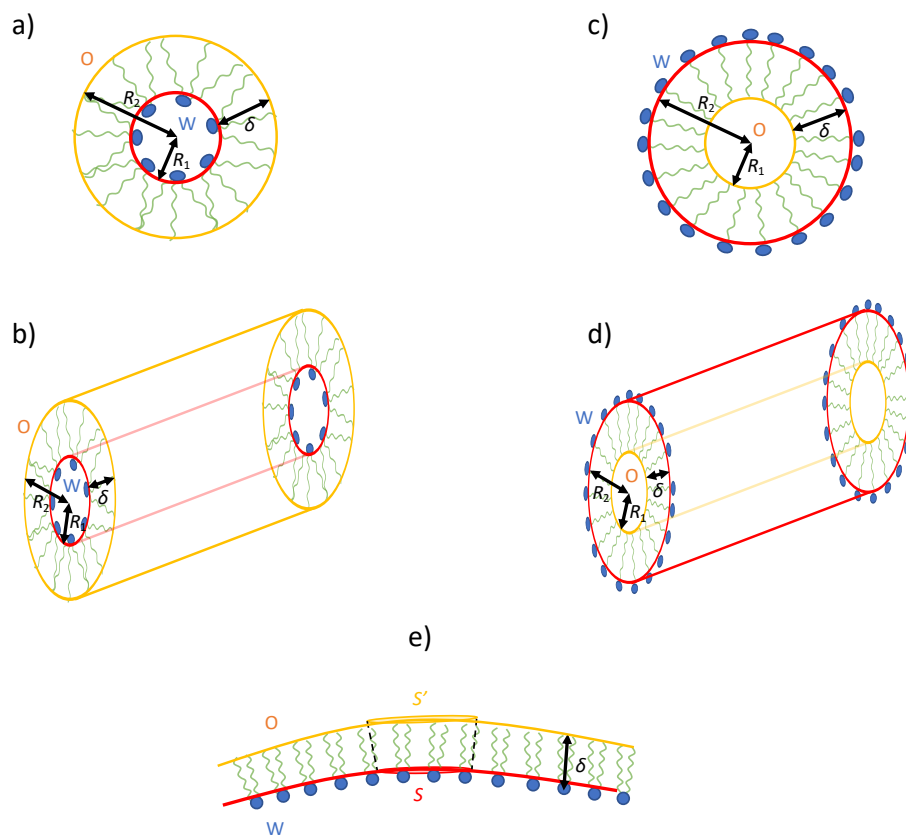 a)
O
R2
W
R1
δ
c)
W
R2
O
R1
δ
b)
O
W
R2
R1
δ
d)
W
O
R2
R1
δ
e)
S'
O
δ
S
W